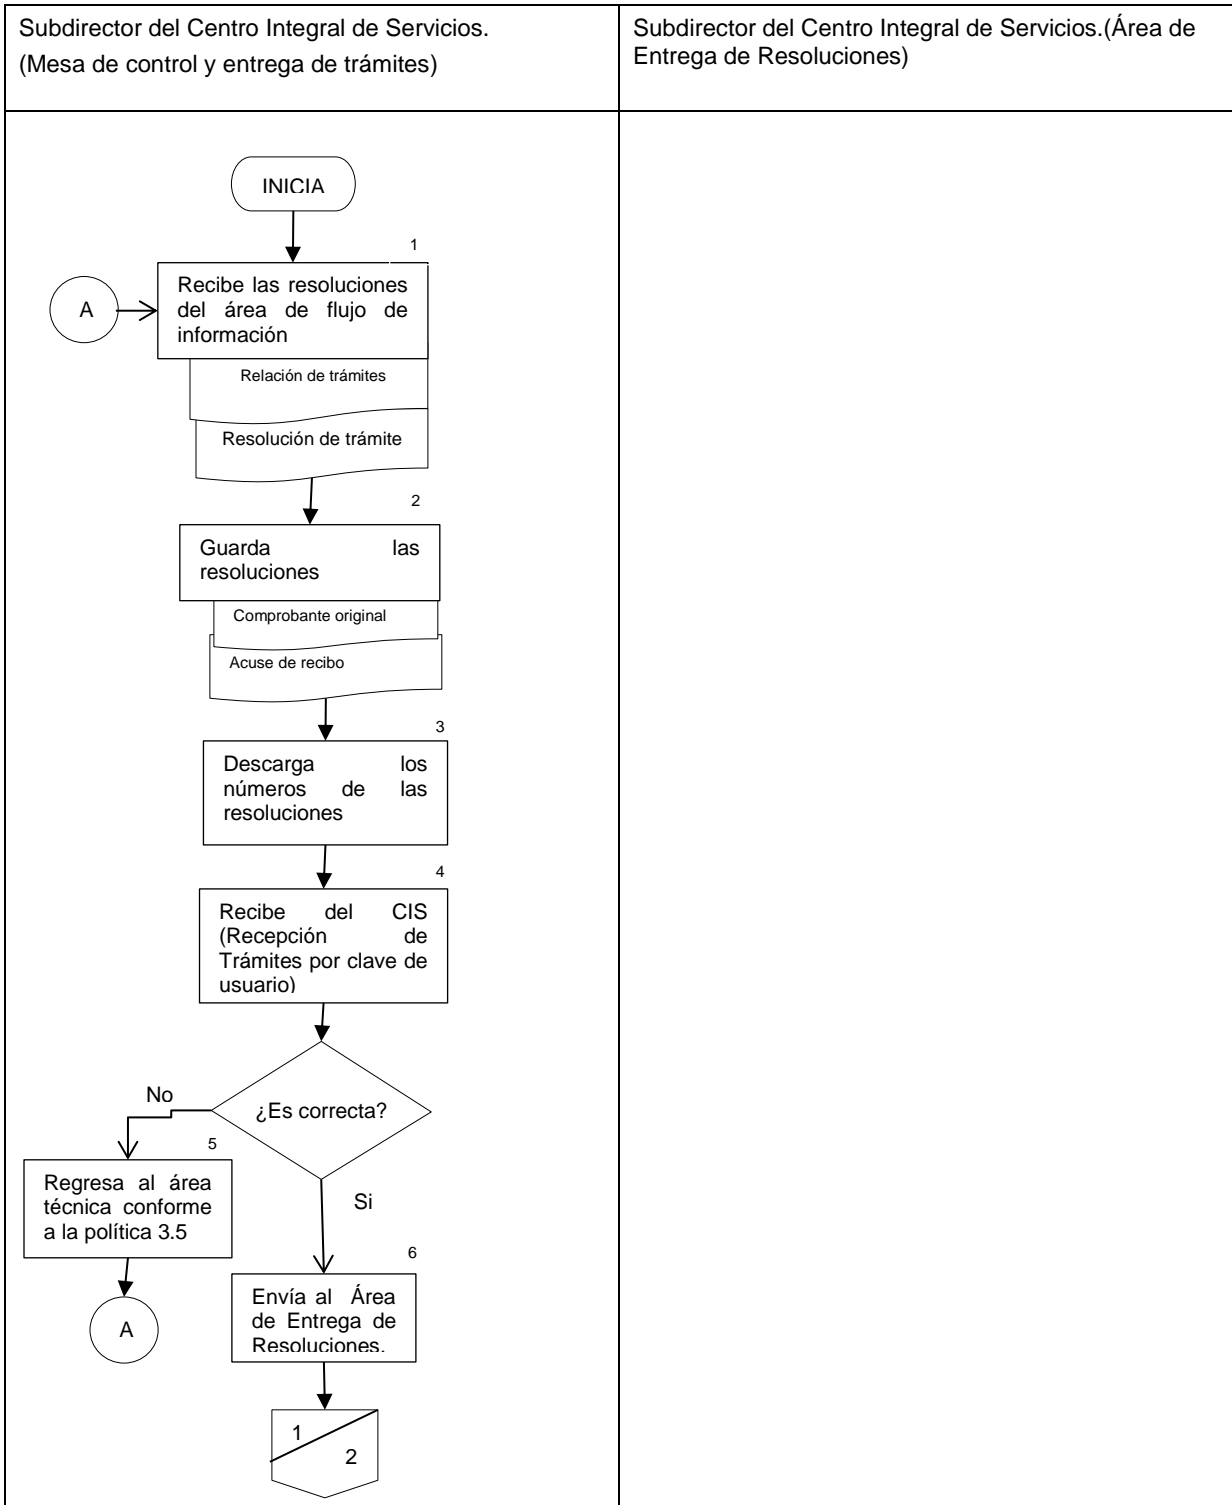 Subdirector del Centro Integral de Servicios.
(Mesa de control y entrega de trámites)
Subdirector del Centro Integral de Servicios.(Área de
Entrega de Resoluciones)
INICIA
1
A
Recibe las resoluciones
del área de flujo de
información
Relación de trámites
Resolución de trámite
2
Guarda las
resoluciones
Comprobante original
Acuse de recibo
3
Descarga los
números de las
resoluciones
4
Recibe del CIS
(Recepción de
Trámites por clave de
usuario)
¿Es correcta?
No
Si
5
Regresa al área
técnica conforme
a la política 3.5
A
6
Envía al Área
de Entrega de
Resoluciones.
1
2